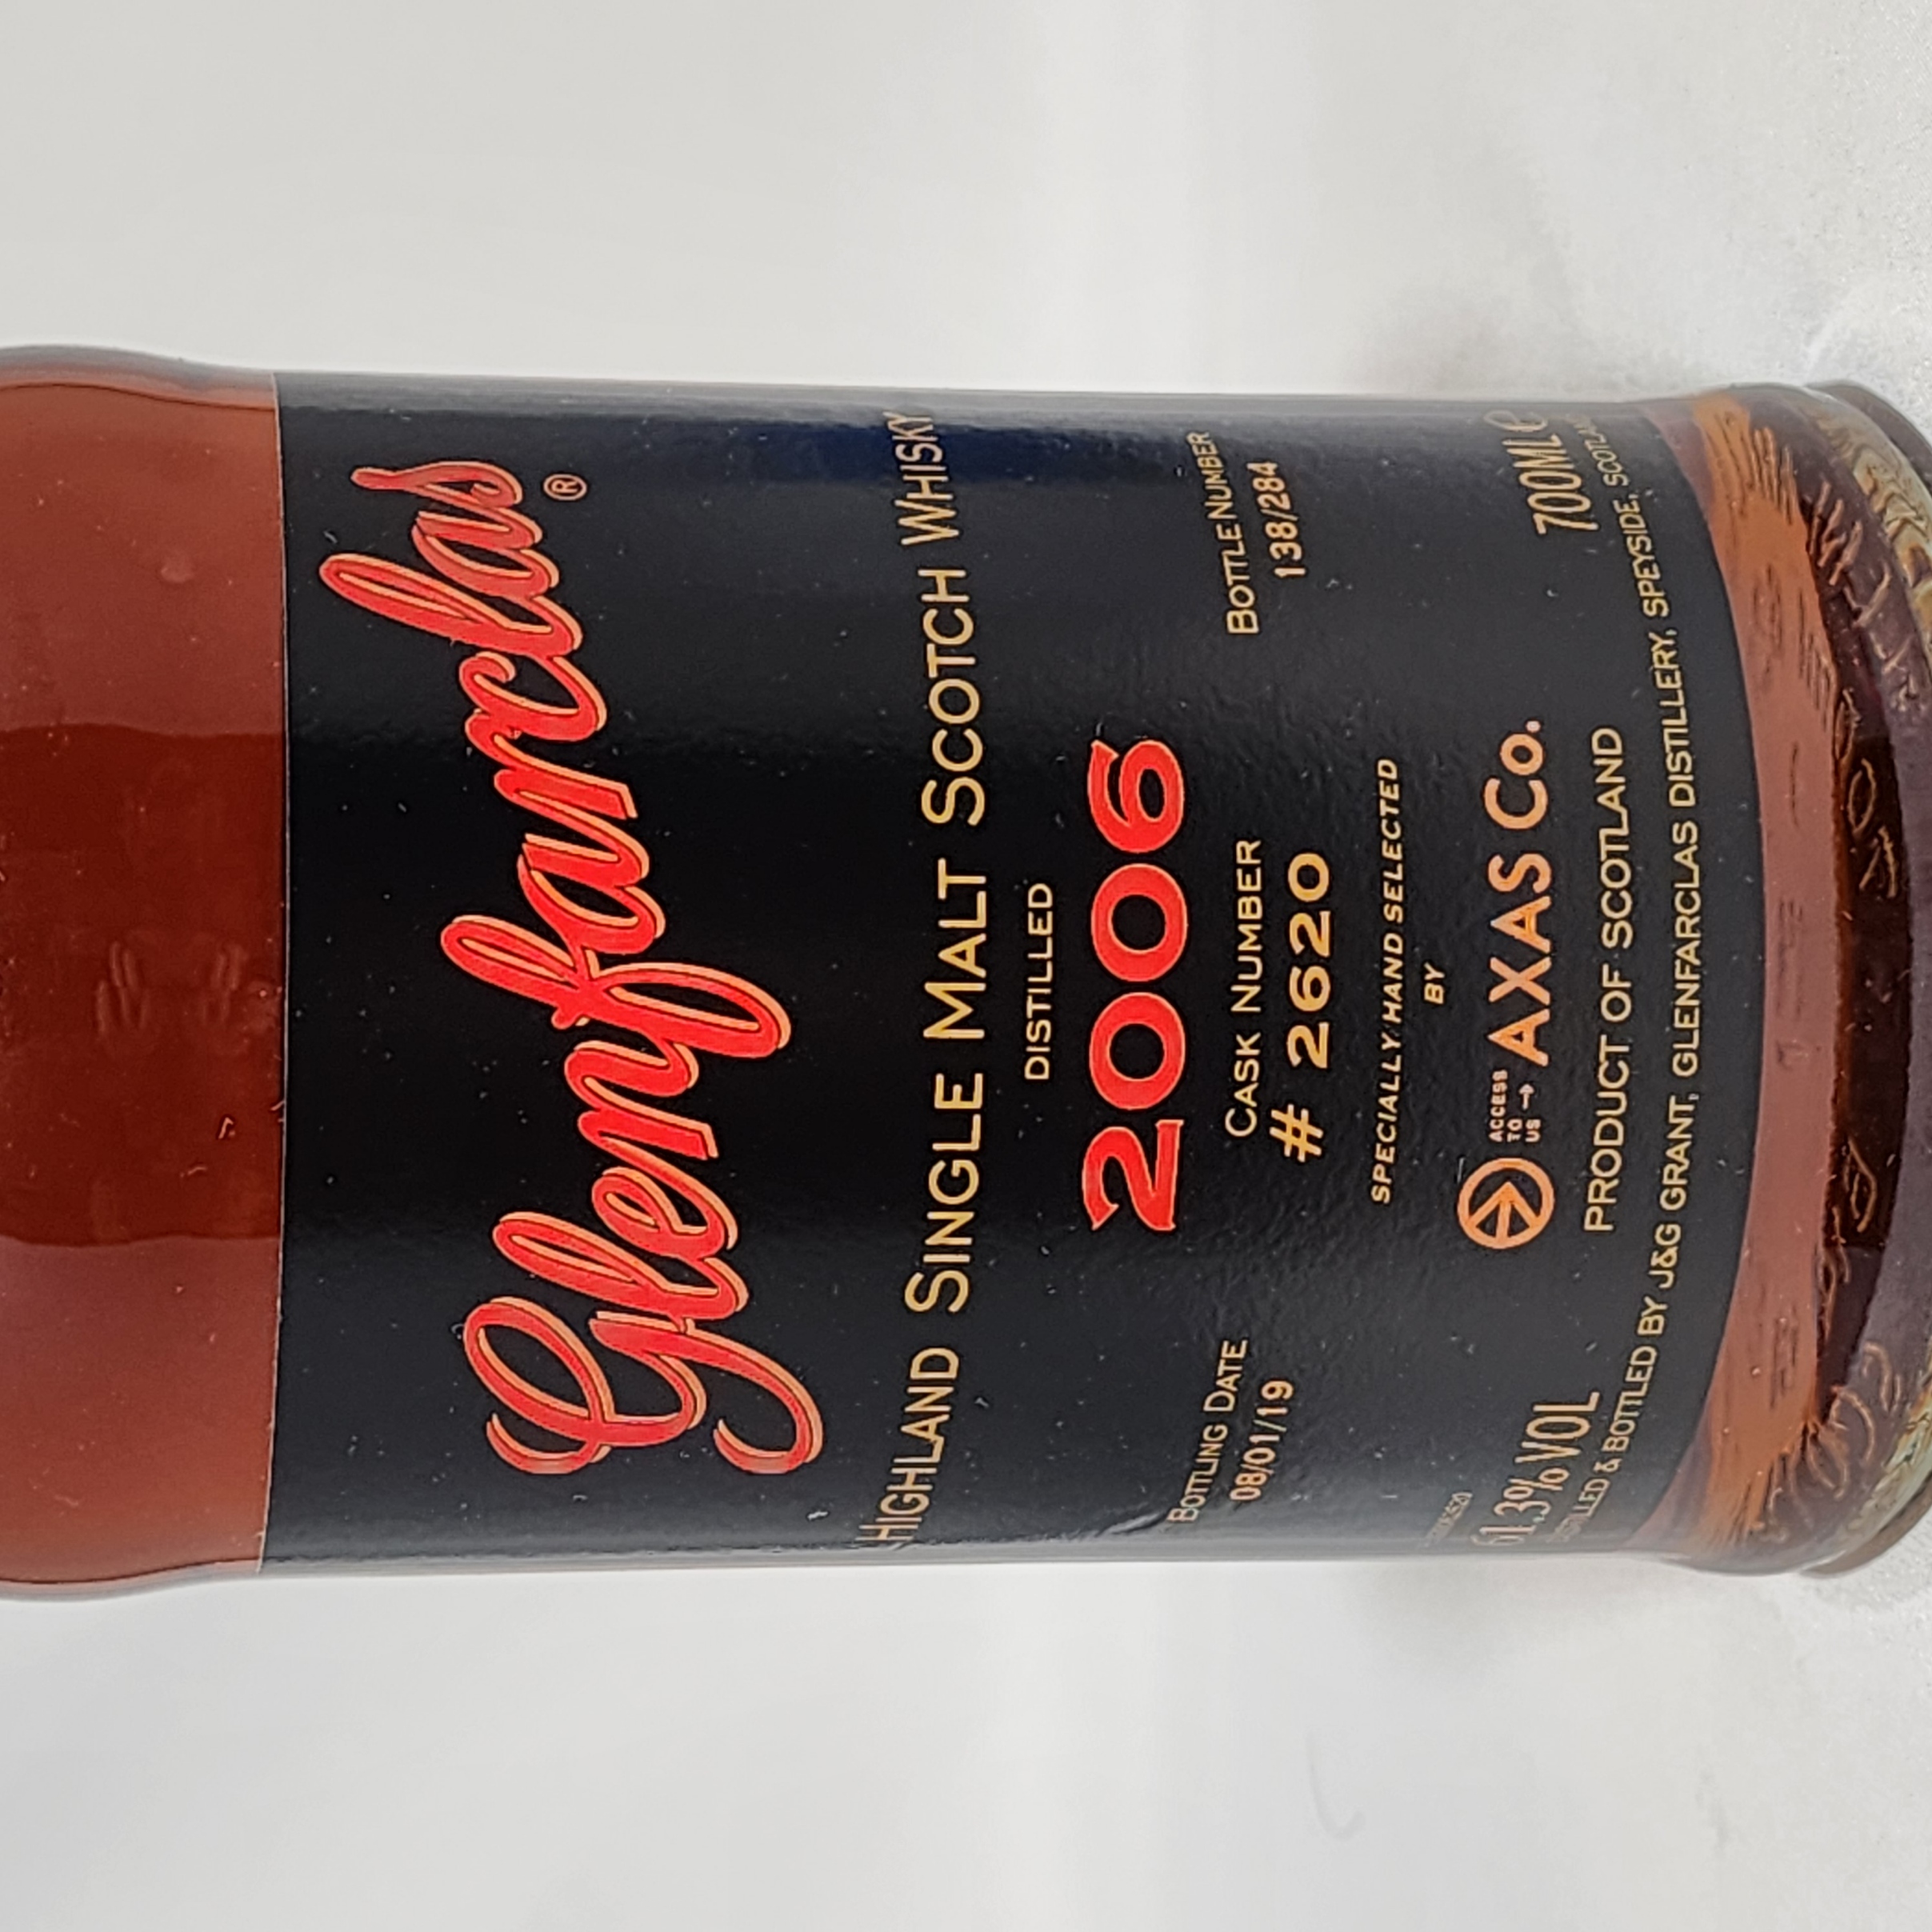 Glenfarclas®
HIGHLAND SINGLE MALT SCOTCH WHISKY
DISTILLED
2006
BOTTLING DATE
08/01/19
CASK NUMBER
# 2620
BOTTLE NUMBER
138/284
SPECIALLY HAND SELECTED
BY
ACCESS
TO
US →
AXAS Co.
61.3% VOL
PRODUCT OF SCOTLAND
700ML e
DISTILLED & BOTTLED BY J&G GRANT, GLENFARCLAS DISTILLERY, SPEYSIDE, SCOTLAND